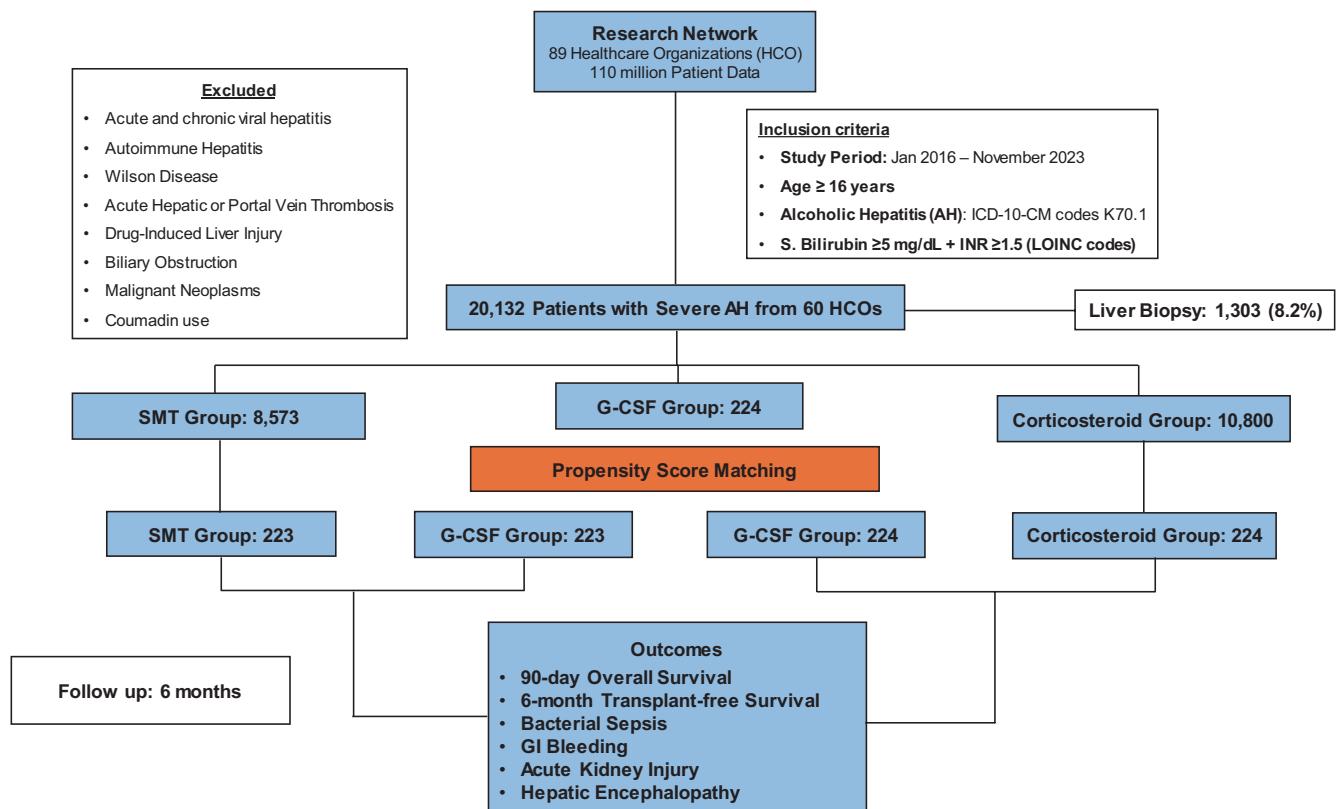 Research Network
89 Healthcare Organizations (HCO)
110 million Patient Data
Excluded
• Acute and chronic viral hepatitis
• Autoimmune Hepatitis
• Wilson Disease
• Acute Hepatic or Portal Vein Thrombosis
• Drug-Induced Liver Injury
• Biliary Obstruction
• Malignant Neoplasms
• Coumadin use
Inclusion criteria
• Study Period: Jan 2016 – November 2023
• Age ≥ 16 years
• Alcoholic Hepatitis (AH): ICD-10-CM codes K70.1
• S. Bilirubin ≥5 mg/dL + INR ≥1.5 (LOINC codes)
20,132 Patients with Severe AH from 60 HCOs
Liver Biopsy: 1,303 (8.2%)
SMT Group: 8,573
G-CSF Group: 224
Corticosteroid Group: 10,800
Propensity Score Matching
SMT Group: 223
G-CSF Group: 223
G-CSF Group: 224
Corticosteroid Group: 224
Follow up: 6 months
Outcomes
• 90-day Overall Survival
• 6-month Transplant-free Survival
• Bacterial Sepsis
• GI Bleeding
• Acute Kidney Injury
• Hepatic Encephalopathy